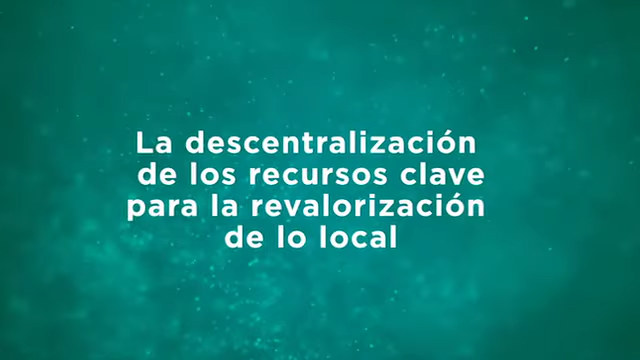 La descentralización
de los recursos clave
para la revalorización
de lo local